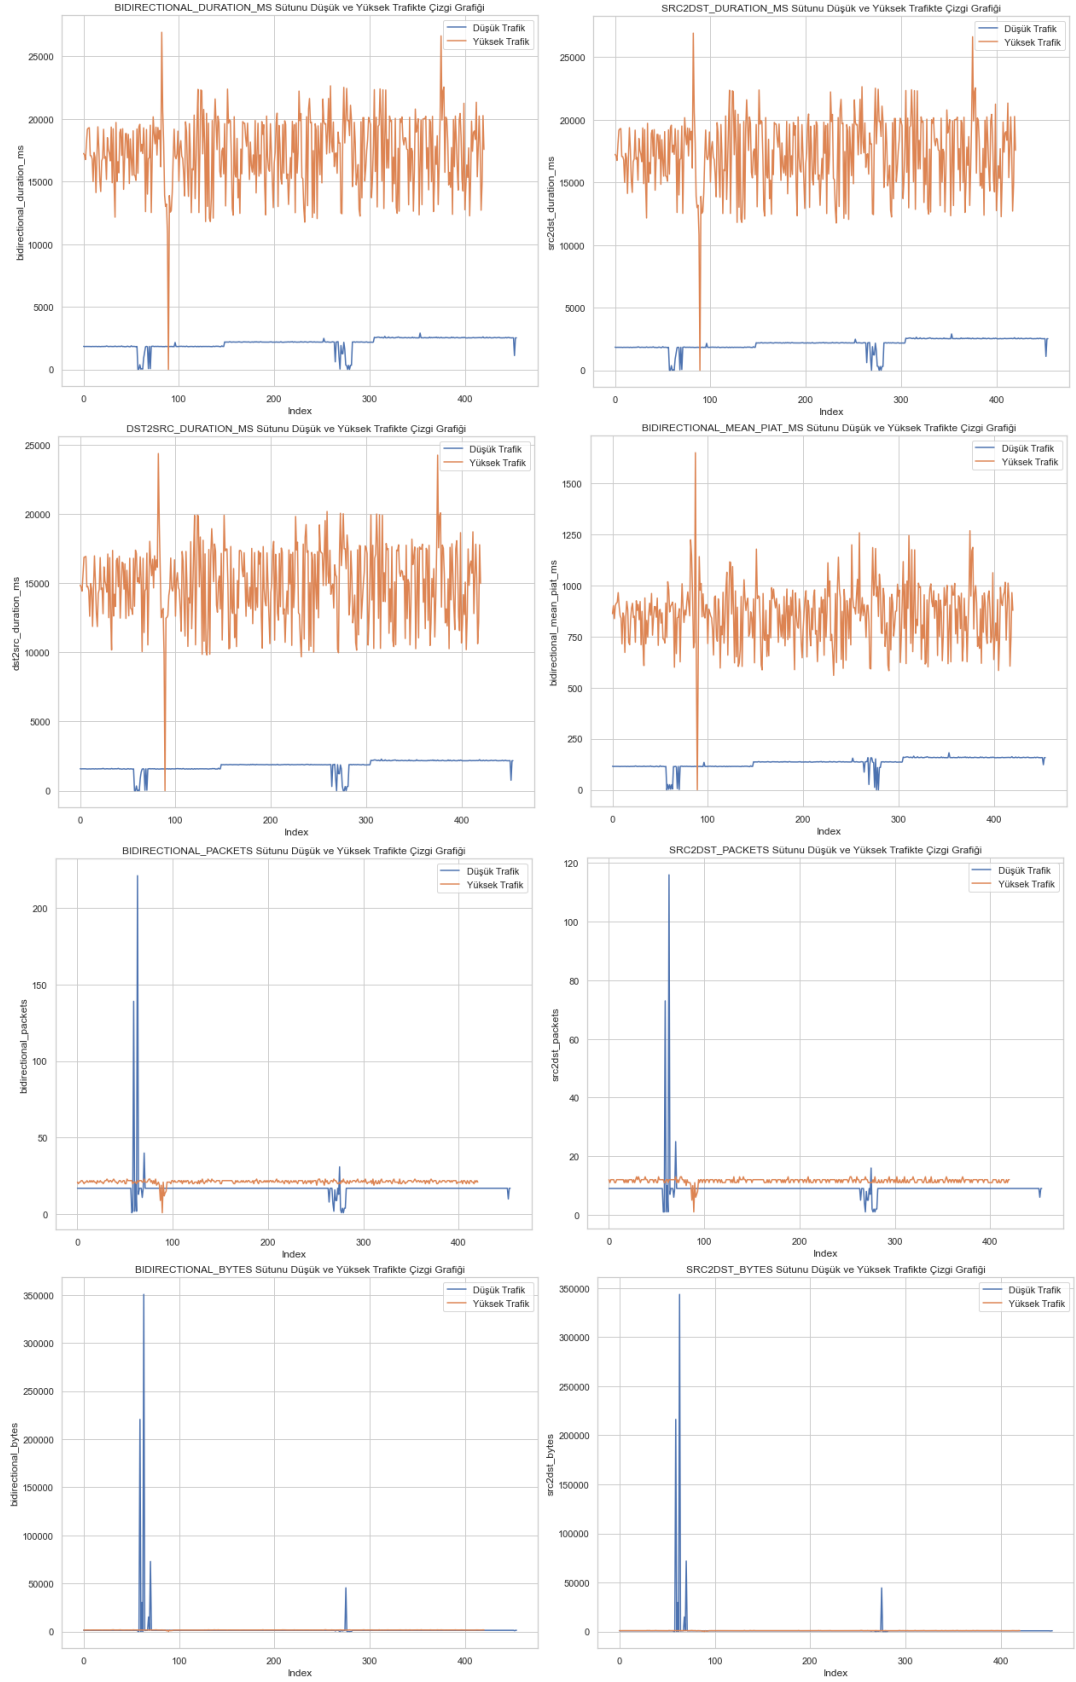 BIDIRECTIONAL_DURATION_MS Sütunu Düşük ve Yüksek Trafikte Çizgi Grafiği
Düşük Trafik
Yüksek Trafik
bidirectional_duration_ms
25000
20000
15000
10000
5000
0
0 100 200 300 400
Index
SRC2DST_DURATION_MS Sütunu Düşük ve Yüksek Trafikte Çizgi Grafiği
Düşük Trafik
Yüksek Trafik
src2dst_duration_ms
25000
20000
15000
10000
5000
0
0 100 200 300 400
Index
DST2SRC_DURATION_MS Sütunu Düşük ve Yüksek Trafikte Çizgi Grafiği
Düşük Trafik
Yüksek Trafik
dst2src_duration_ms
25000
20000
15000
10000
5000
0
0 100 200 300 400
Index
BIDIRECTIONAL_MEAN_PIAT_MS Sütunu Düşük ve Yüksek Trafikte Çizgi Grafiği
Düşük Trafik
Yüksek Trafik
bidirectional_mean_piat_ms
1500
1250
1000
750
500
250
0
0 100 200 300 400
Index
BIDIRECTIONAL_PACKETS Sütunu Düşük ve Yüksek Trafikte Çizgi Grafiği
Düşük Trafik
Yüksek Trafik
bidirectional_packets
200
150
100
50
0
0 100 200 300 400
Index
SRC2DST_PACKETS Sütunu Düşük ve Yüksek Trafikte Çizgi Grafiği
Düşük Trafik
Yüksek Trafik
src2dst_packets
120
100
80
60
40
20
0
0 100 200 300 400
Index
BIDIRECTIONAL_BYTES Sütunu Düşük ve Yüksek Trafikte Çizgi Grafiği
Düşük Trafik
Yüksek Trafik
bidirectional_bytes
350000
300000
250000
200000
150000
100000
50000
0
0 100 200 300 400
Index
SRC2DST_BYTES Sütunu Düşük ve Yüksek Trafikte Çizgi Grafiği
Düşük Trafik
Yüksek Trafik
src2dst_bytes
350000
300000
250000
200000
150000
100000
50000
0
0 100 200 300 400
Index